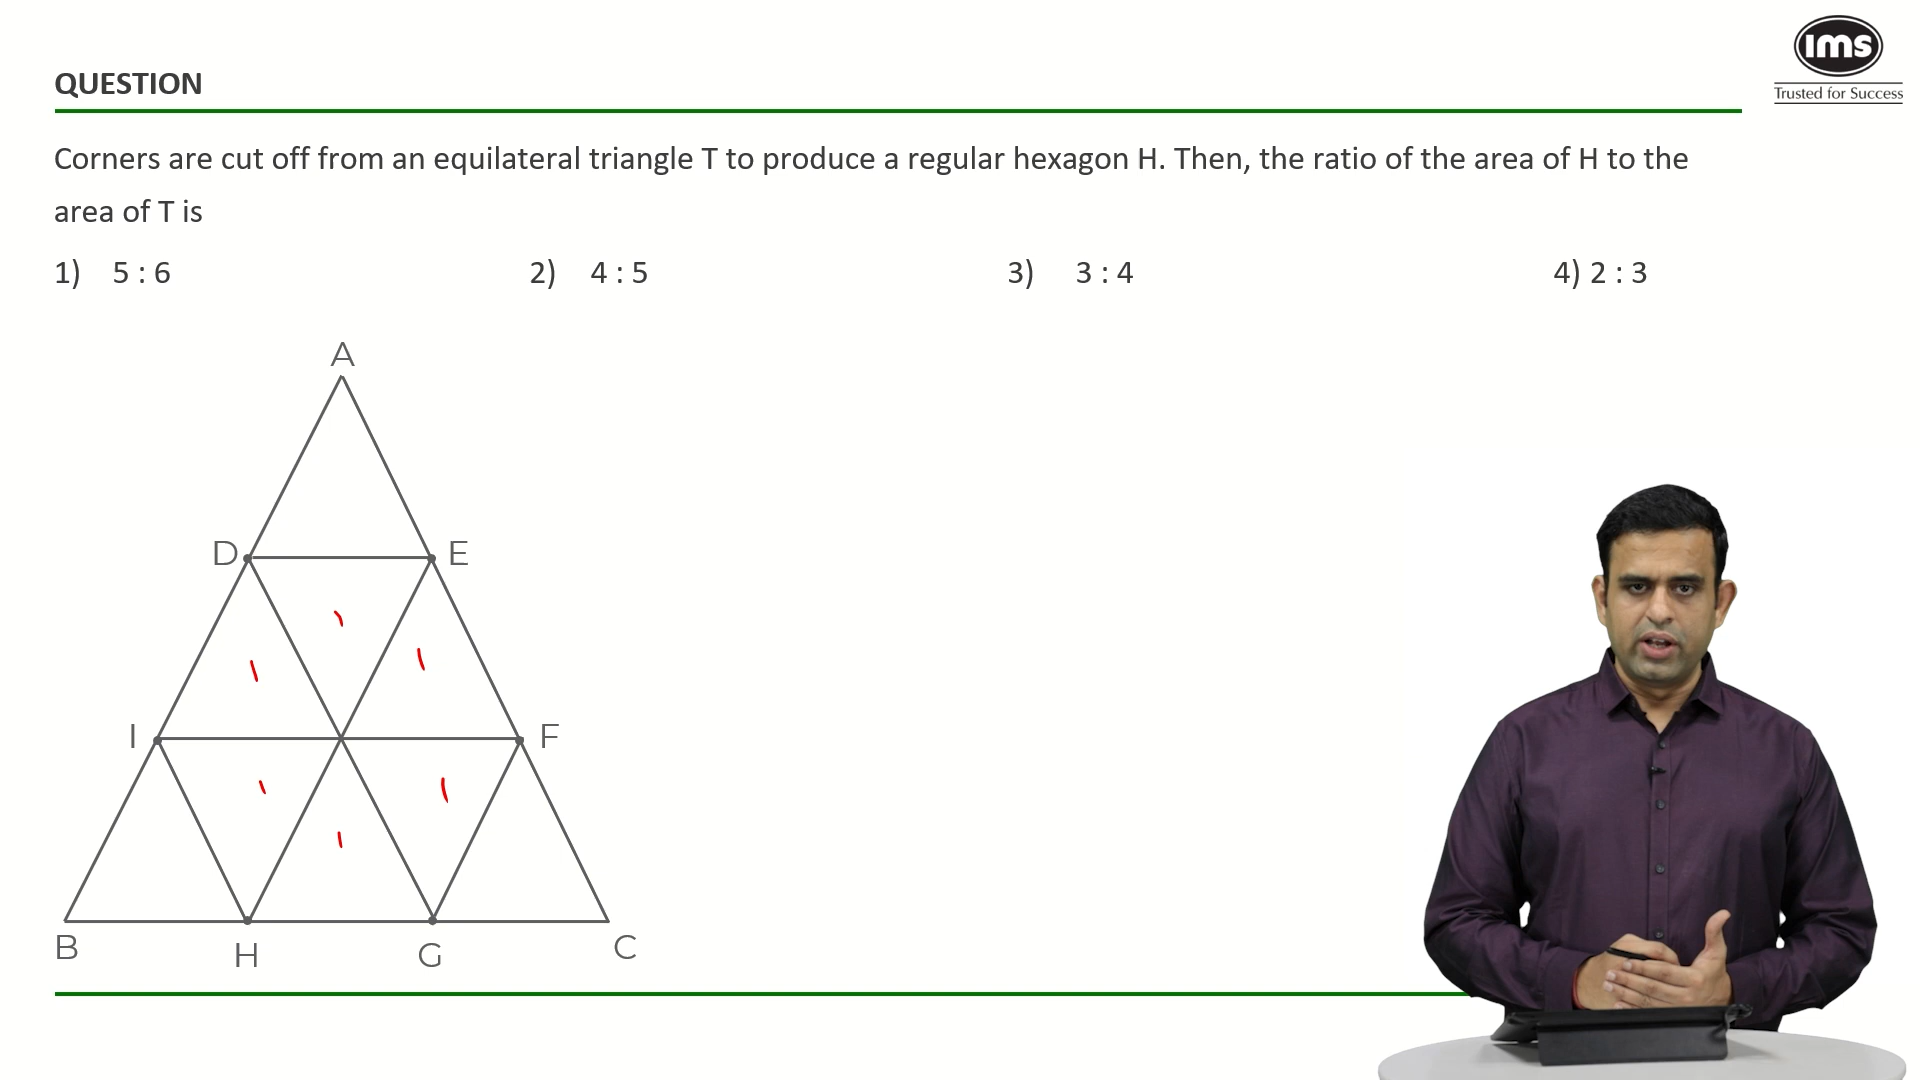 ims
Trusted for Success
QUESTION
Corners are cut off from an equilateral triangle T to produce a regular hexagon H. Then, the ratio of the area of H to the
area of T is
1) 5 : 6 2) 4 : 5 3) 3 : 4 4) 2 : 3
A
D E
I F
B H G C